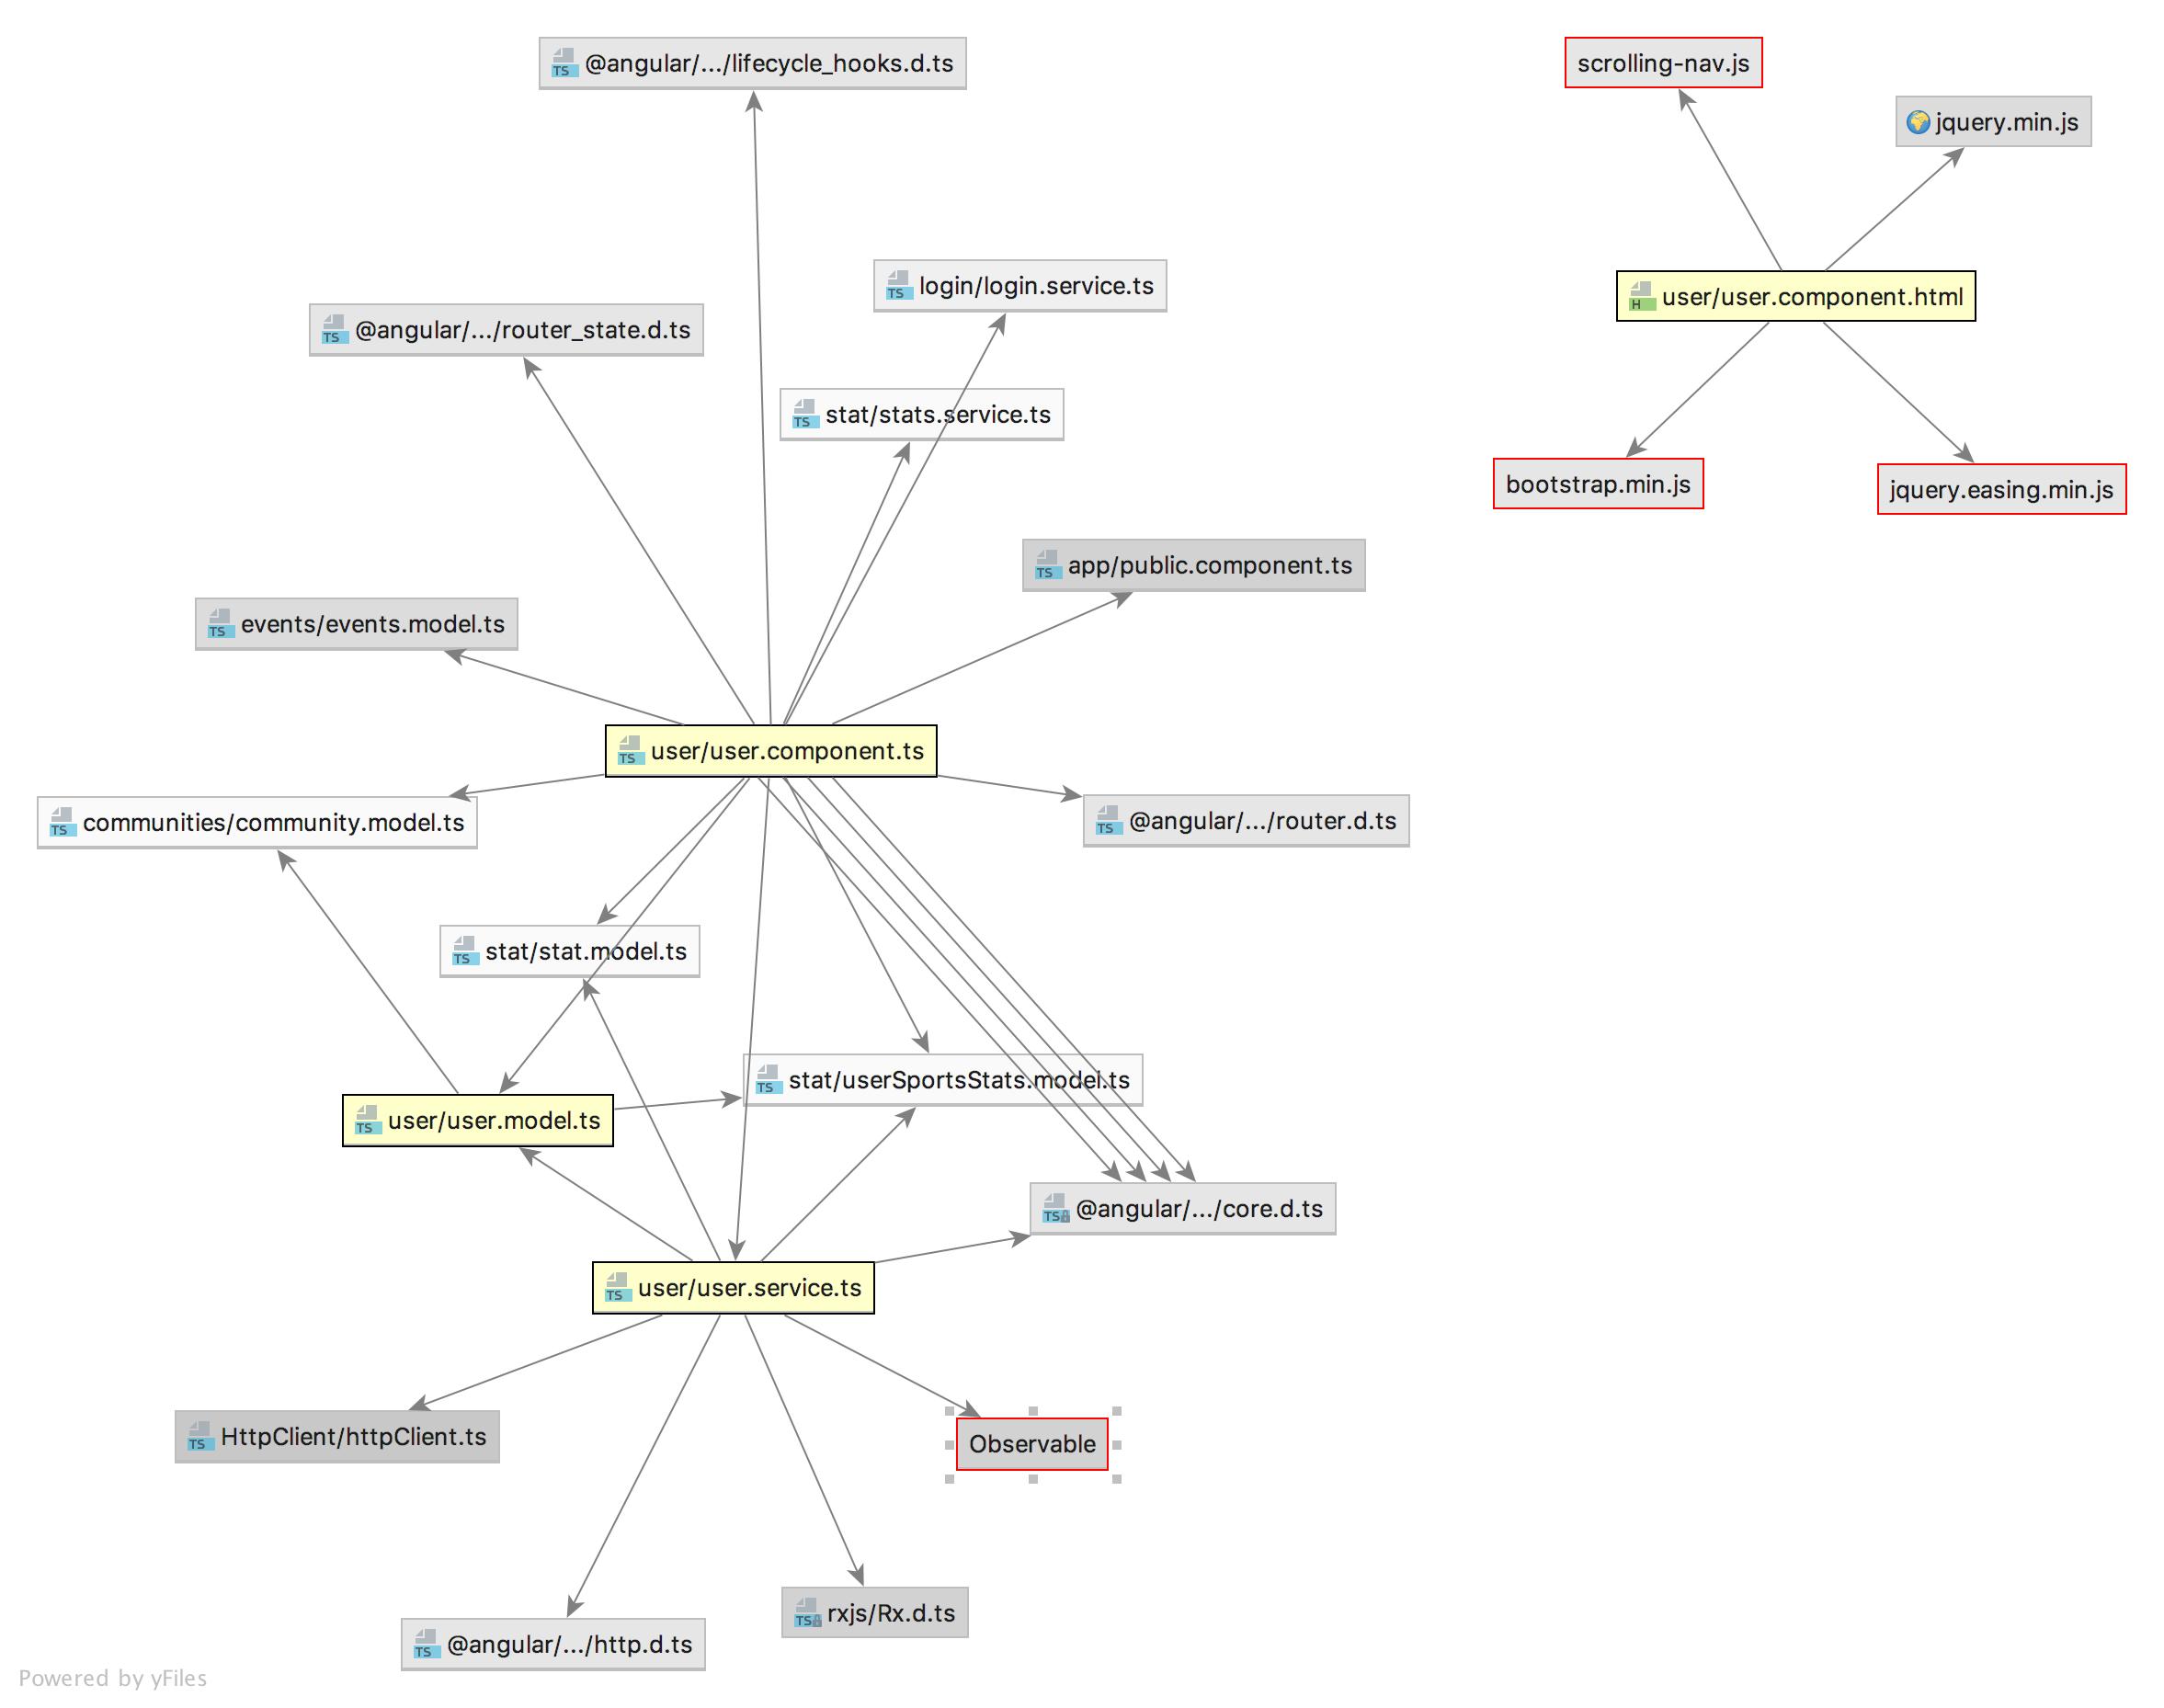 @angular/.../lifecycle_hooks.d.ts
scrolling-nav.js
jquery.min.js
login/login.service.ts
user/user.component.html
@angular/.../router_state.d.ts
stat/stats.service.ts
bootstrap.min.js
jquery.easing.min.js
app/public.component.ts
events/events.model.ts
user/user.component.ts
communities/community.model.ts
@angular/.../router.d.ts
stat/stat.model.ts
stat/userSportsStats.model.ts
user/user.model.ts
@angular/.../core.d.ts
user/user.service.ts
HttpClient/httpClient.ts
Observable
rxjs/Rx.d.ts
@angular/.../http.d.ts
Powered by yFiles